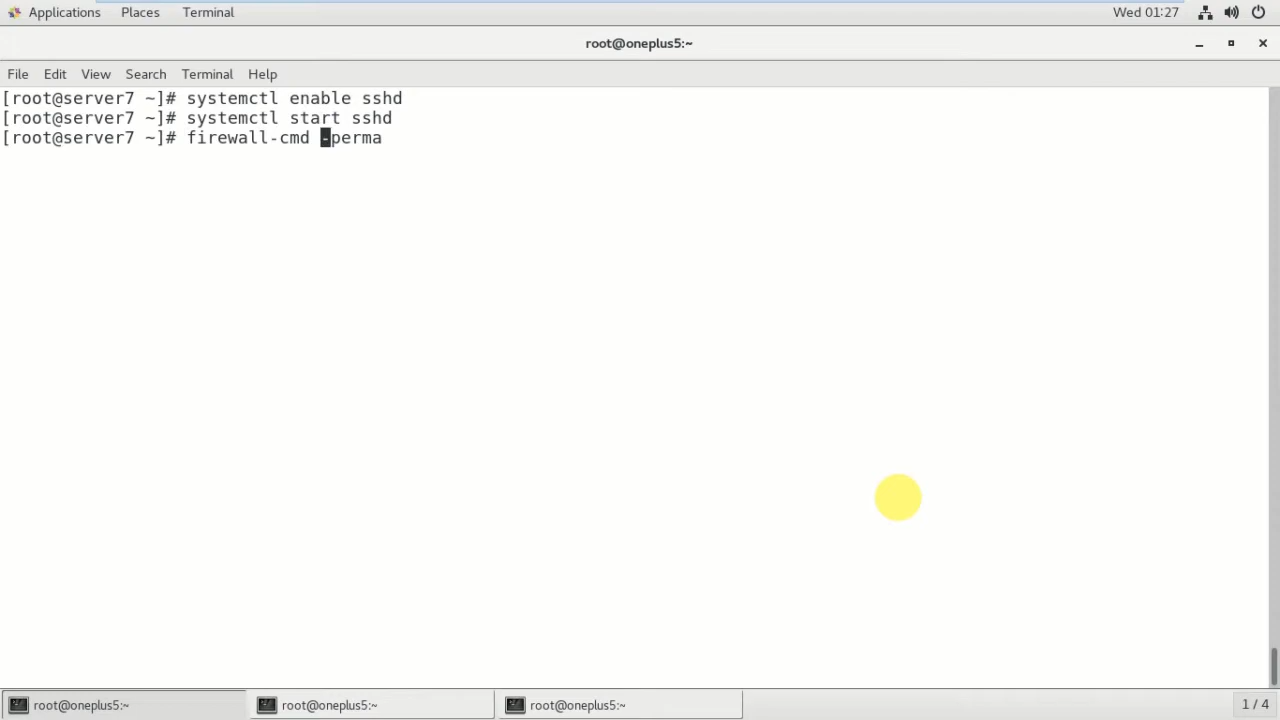 Applications Places Terminal Wed 01:27
root@oneplus5:~
File Edit View Search Terminal Help
[root@server7 ~]# systemctl enable sshd
[root@server7 ~]# systemctl start sshd
[root@server7 ~]# firewall-cmd -perma
root@oneplus5:~ root@oneplus5:~ root@oneplus5:~ 1 / 4